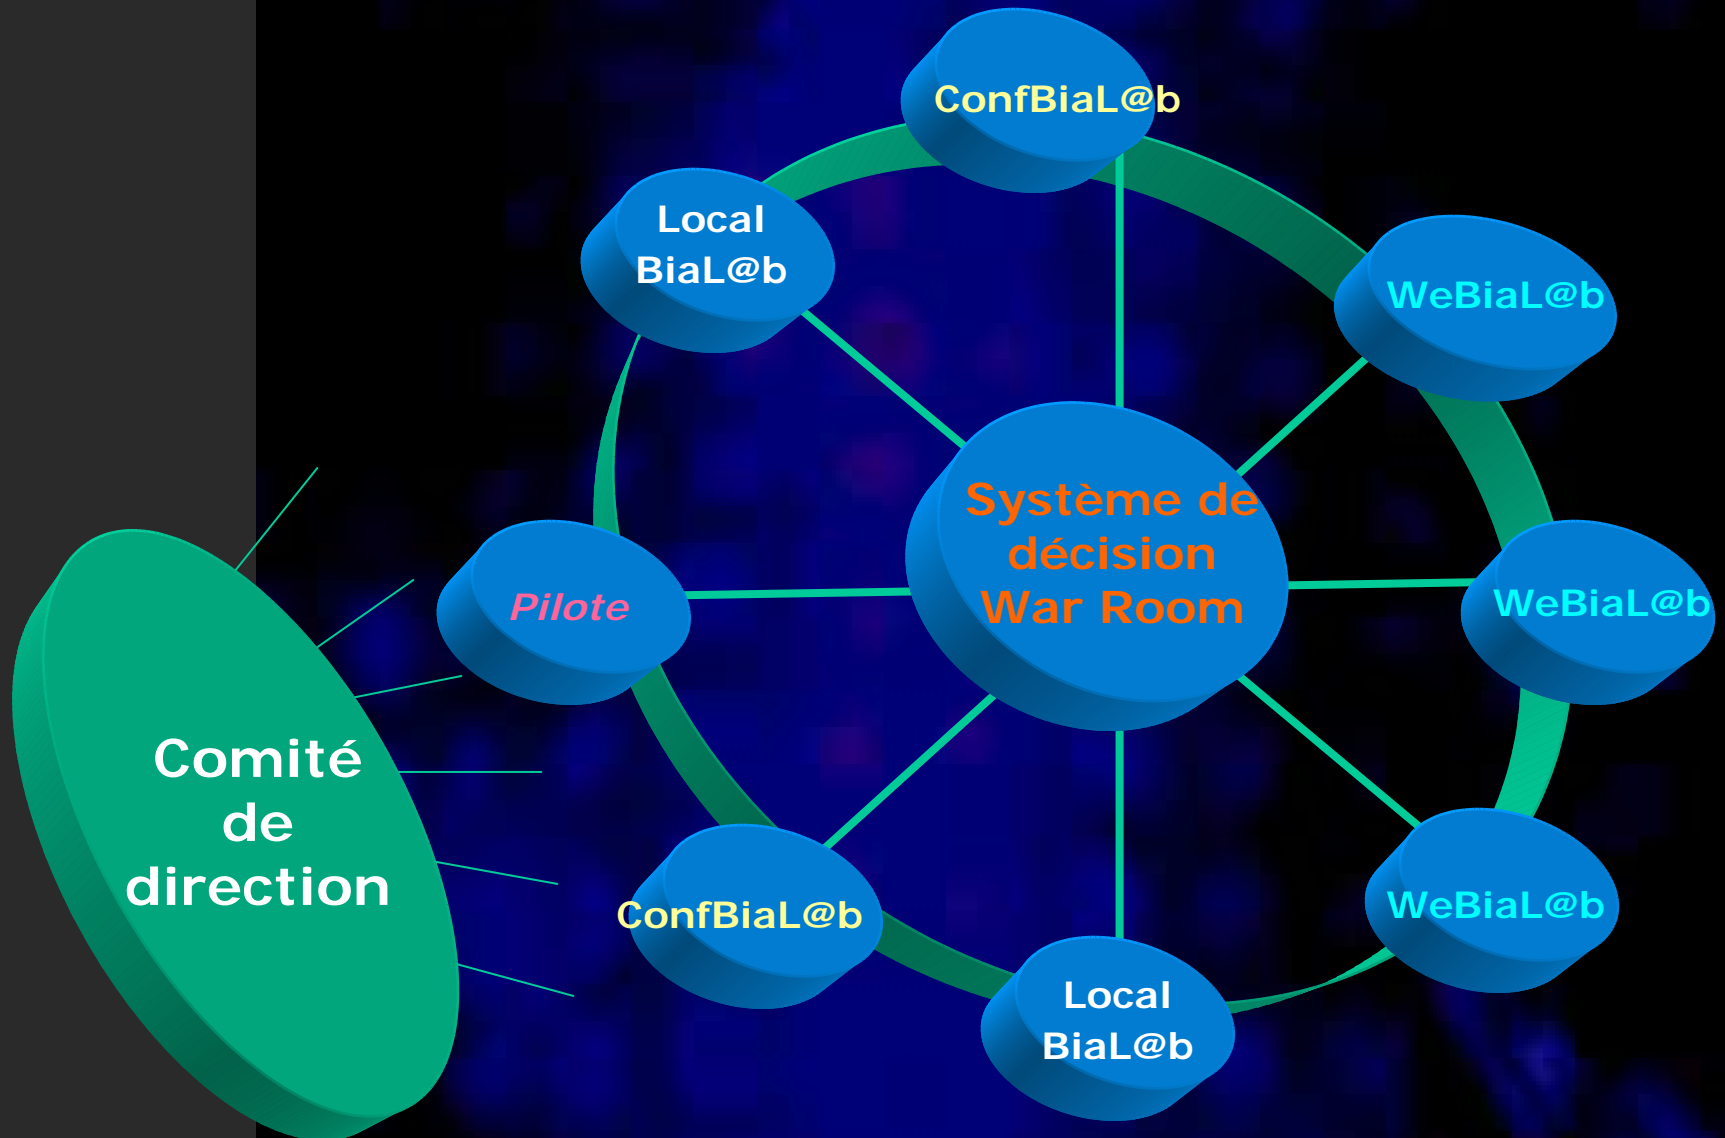 ConfBiaL@b
Local
BiaL@b
WeBiaL@b
Système de
décision
War Room
Pilote
WeBiaL@b
Comité
de
direction
ConfBiaL@b
WeBiaL@b
Local
BiaL@b